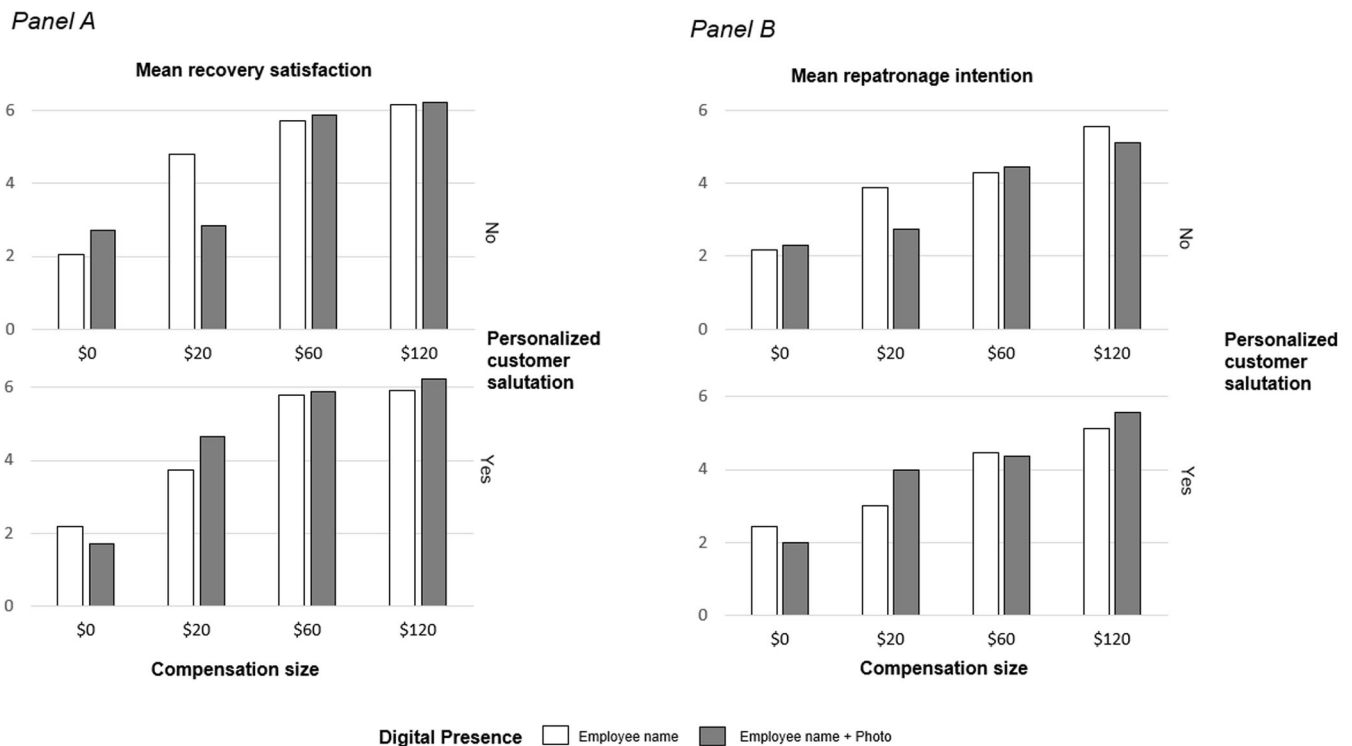 Panel A
Mean recovery satisfaction
6
4
2
0
$0 $20 $60 $120
No
6
4
2
0
$0 $20 $60 $120
Yes
Compensation size
Personalized
customer
salutation
Panel B
Mean repatronage intention
6
4
2
0
$0 $20 $60 $120
No
6
4
2
0
$0 $20 $60 $120
Yes
Compensation size
Personalized
customer
salutation
Digital Presence Employee name Employee name + Photo